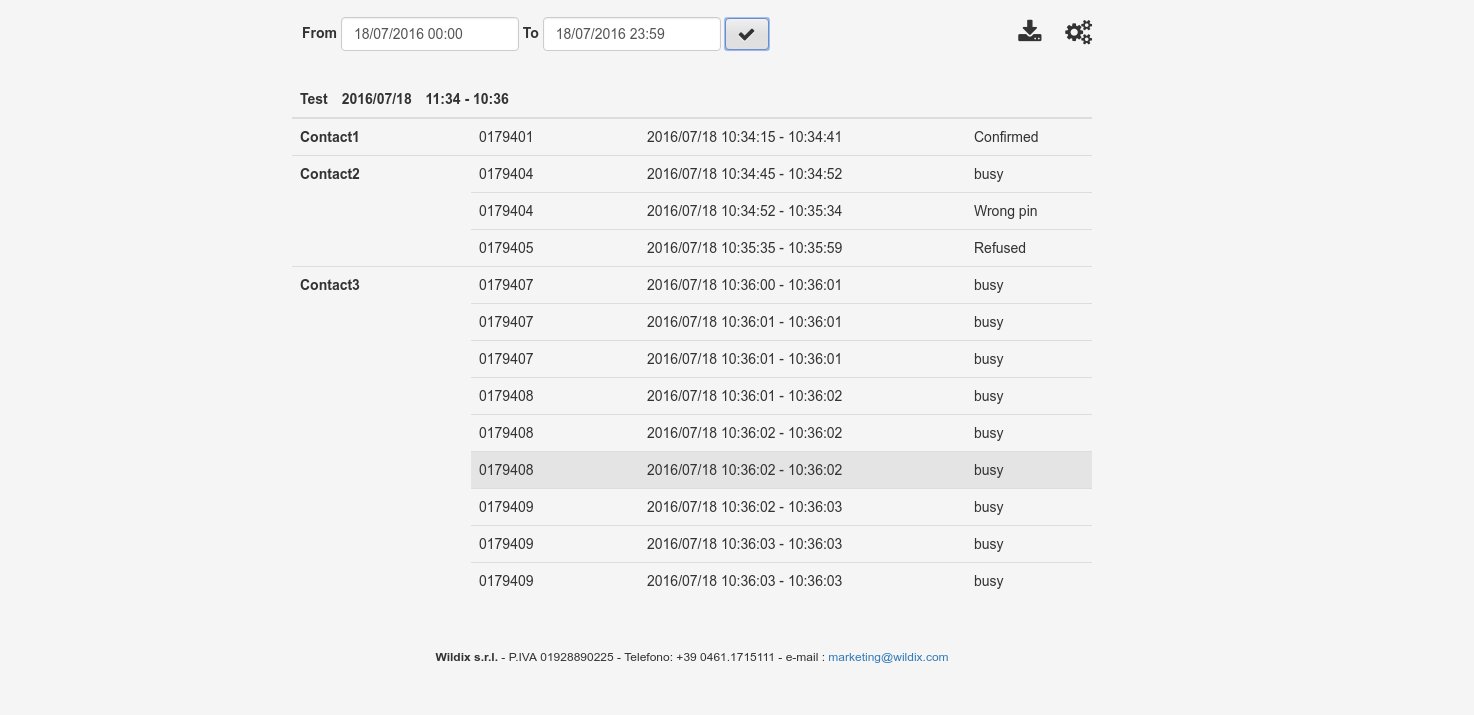 From 18/07/2016 00:00 To 18/07/2016 23:59
Test 2016/07/18 11:34 - 10:36
Contact1 0179401 2016/07/18 10:34:15 - 10:34:41 Confirmed
Contact2 0179404 2016/07/18 10:34:45 - 10:34:52 busy
0179404 2016/07/18 10:34:52 - 10:35:34 Wrong pin
0179405 2016/07/18 10:35:35 - 10:35:59 Refused
Contact3 0179407 2016/07/18 10:36:00 - 10:36:01 busy
0179407 2016/07/18 10:36:01 - 10:36:01 busy
0179407 2016/07/18 10:36:01 - 10:36:01 busy
0179408 2016/07/18 10:36:01 - 10:36:02 busy
0179408 2016/07/18 10:36:02 - 10:36:02 busy
0179408 2016/07/18 10:36:02 - 10:36:02 busy
0179409 2016/07/18 10:36:02 - 10:36:03 busy
0179409 2016/07/18 10:36:03 - 10:36:03 busy
0179409 2016/07/18 10:36:03 - 10:36:03 busy
Wildix s.r.l. - P.IVA 01928890225 - Telefono: +39 0461.1715111 - e-mail : marketing@wildix.com